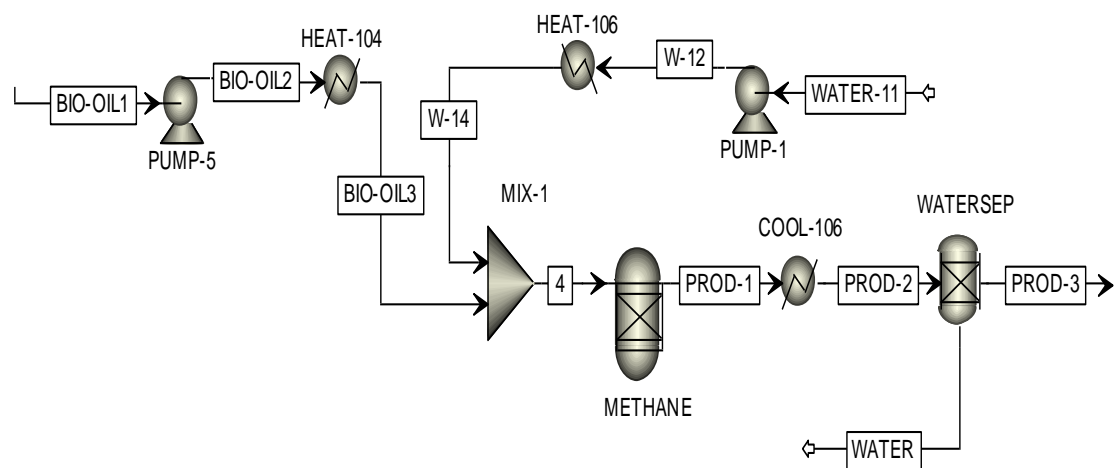 HEAT-104
HEAT-106
BIO-OIL1
BIO-OIL2
W-12
WATER-11
PUMP-5
W-14
PUMP-1
BIO-OIL3
MIX-1
WATERSEP
COOL-106
4
PROD-1
PROD-2
PROD-3
METHANE
WATER